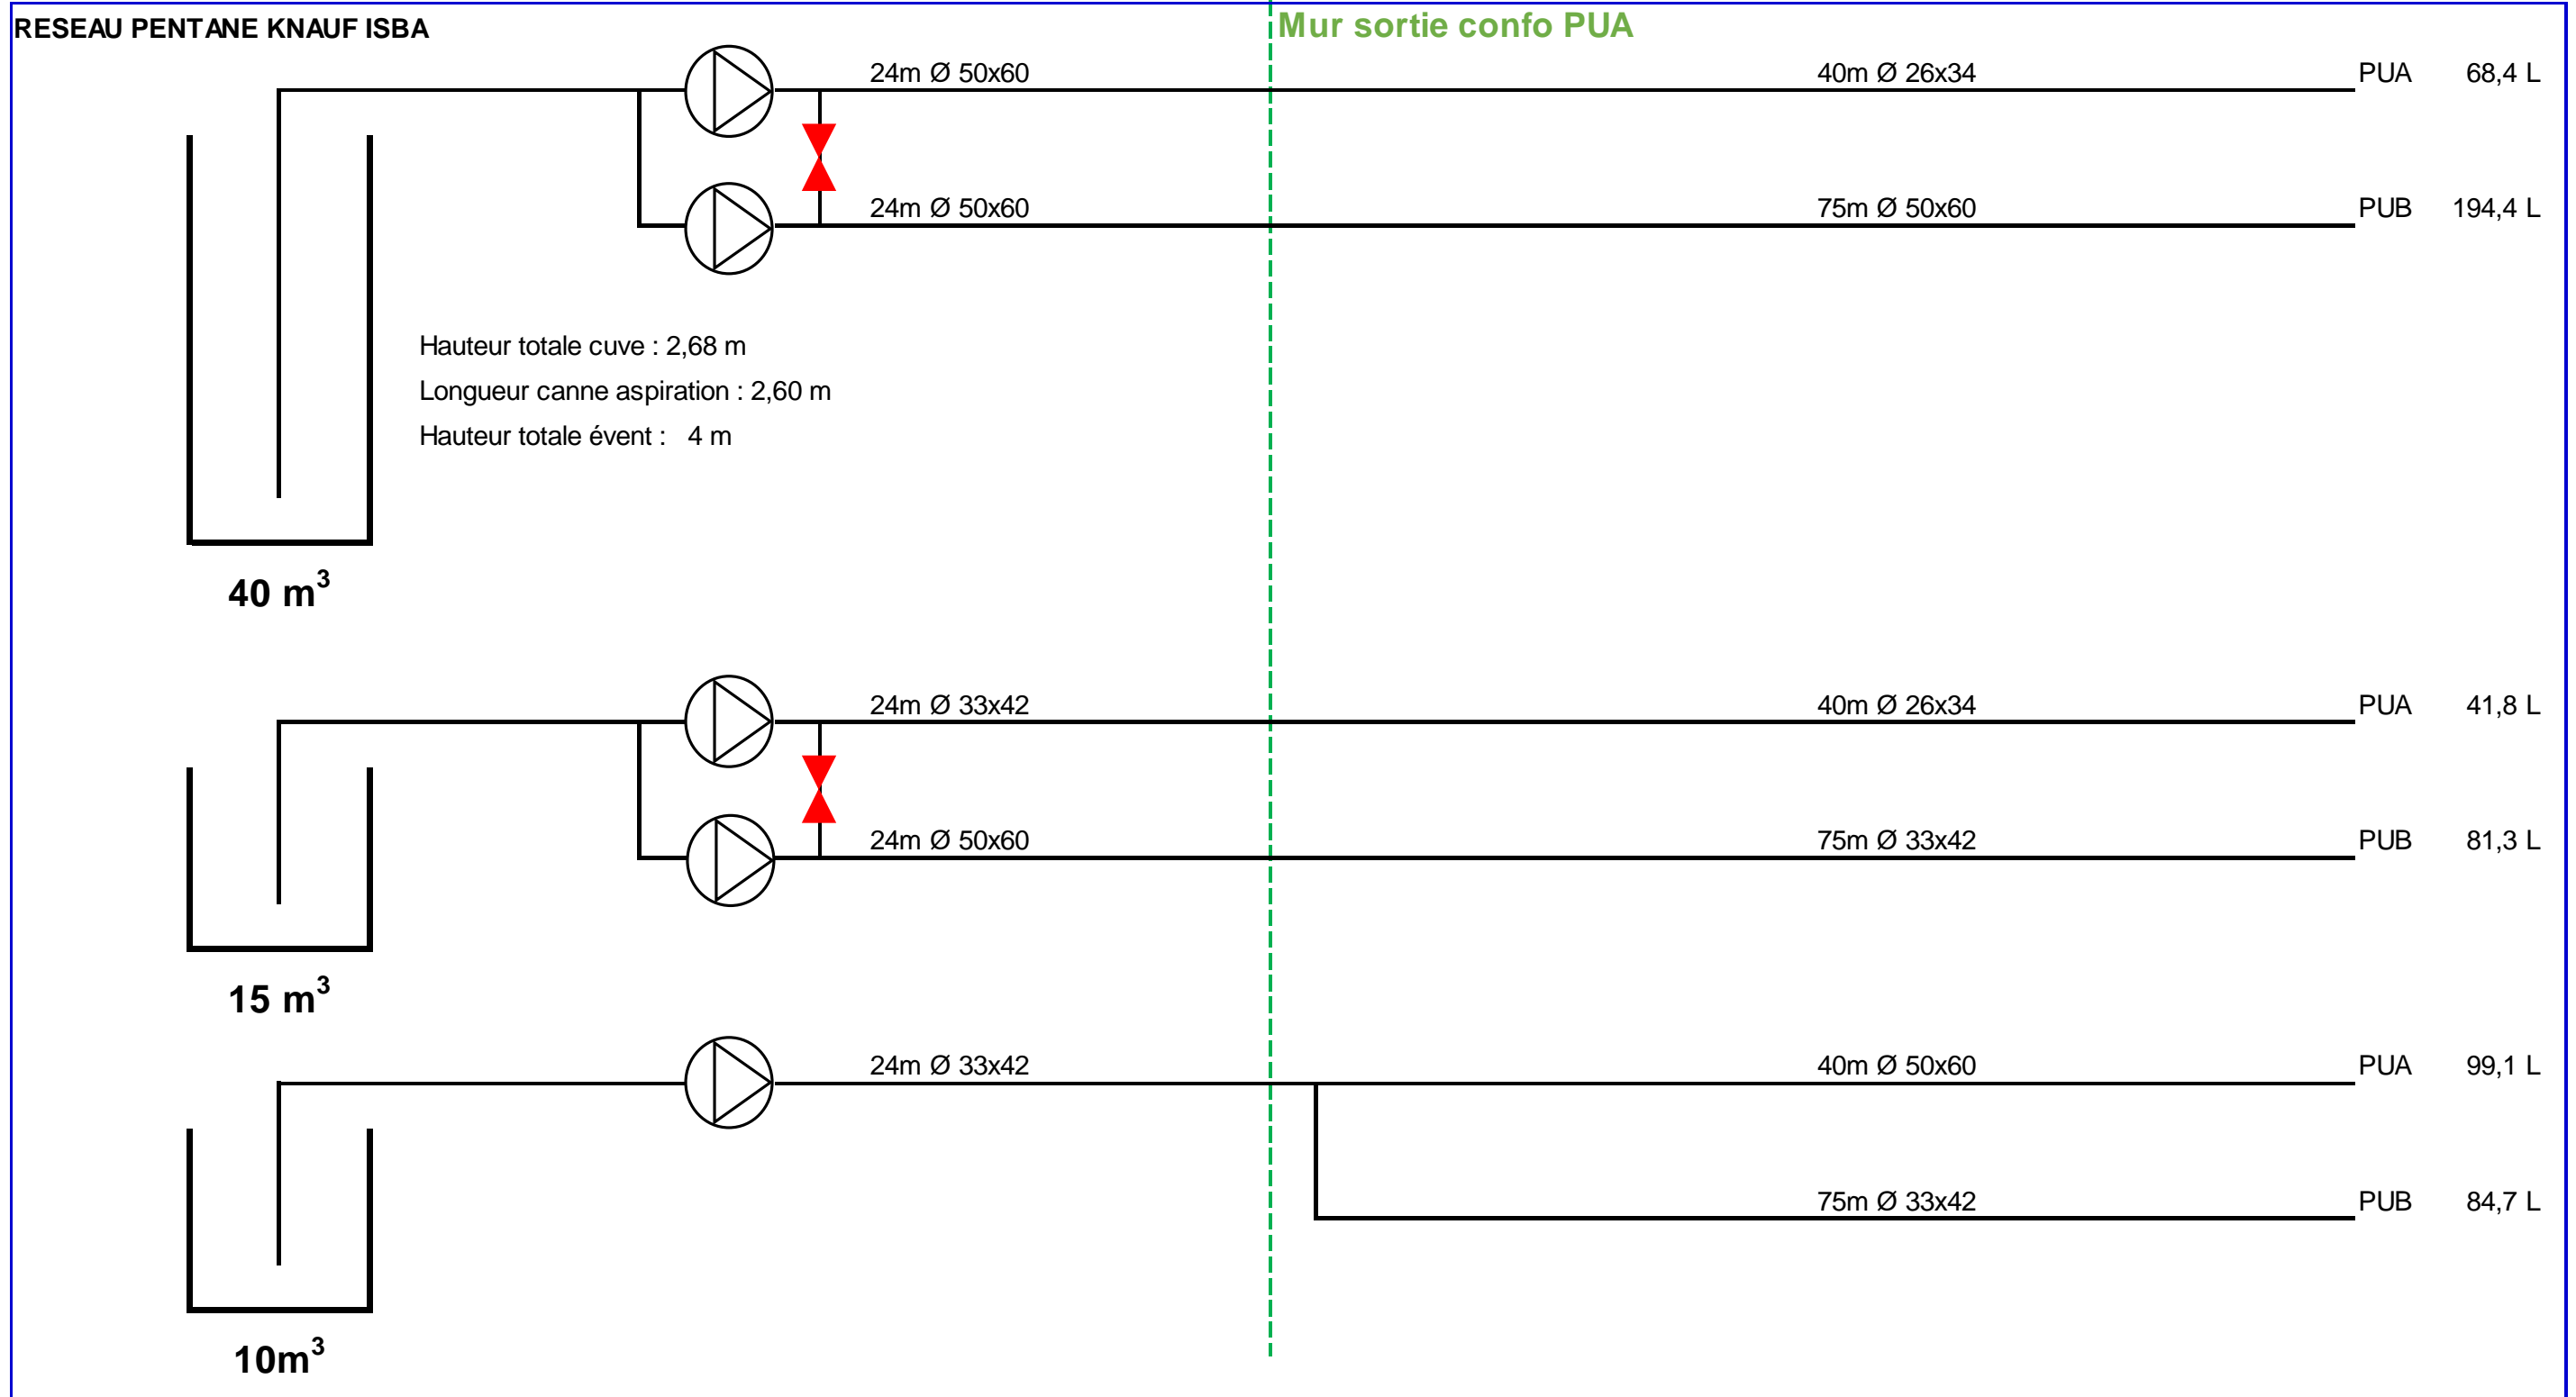 RESEAU PENTANE KNAUF ISBA
Mur sortie confo PUA
24m Ø 50x60 40m Ø 26x34 PUA 68,4 L
24m Ø 50x60 75m Ø 50x60 PUB 194,4 L
Hauteur totale cuve : 2,68 m
Longueur canne aspiration : 2,60 m
Hauteur totale évent : 4 m
40 m³
24m Ø 33x42 40m Ø 26x34 PUA 41,8 L
24m Ø 50x60 75m Ø 33x42 PUB 81,3 L
15 m³
24m Ø 33x42 40m Ø 50x60 PUA 99,1 L
75m Ø 33x42 PUB 84,7 L
10m³